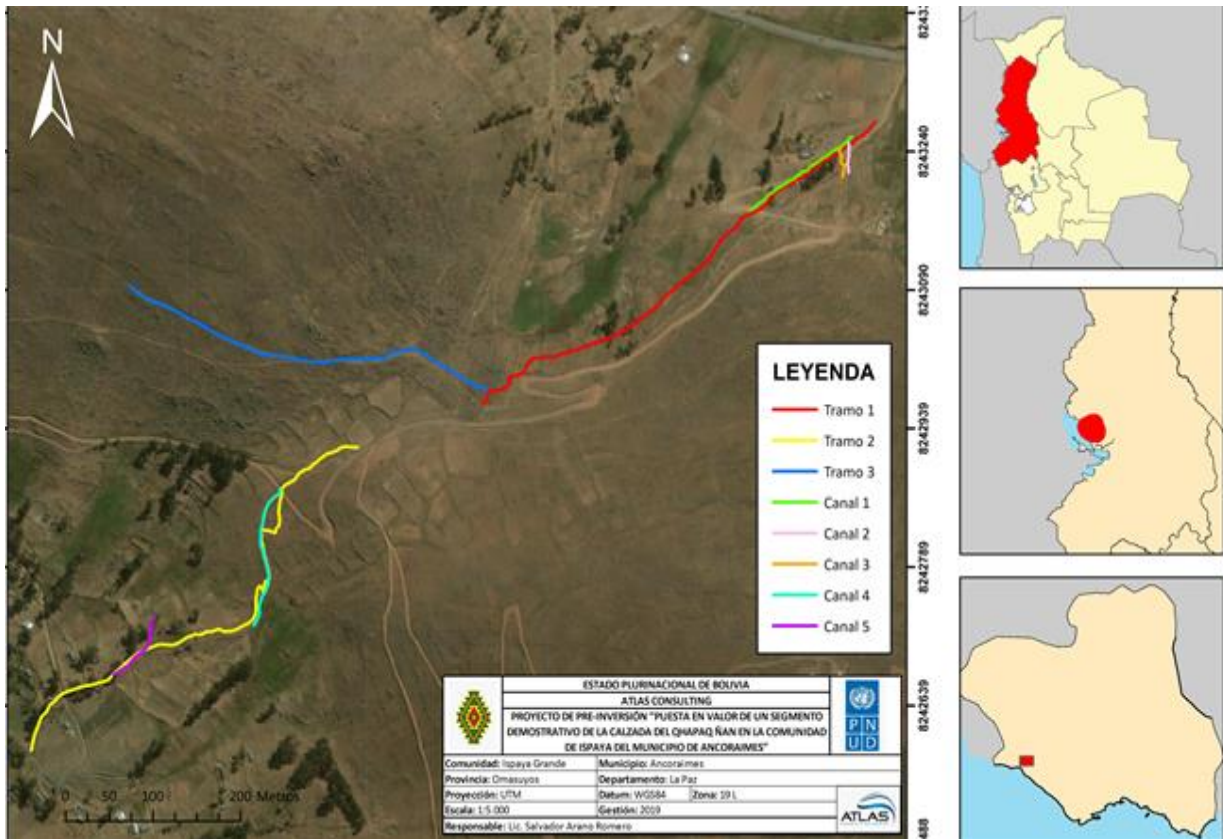 N
82433
8243240
8243090
8242939
8242789
8242639
488
LEYENDA
Tramo 1
Tramo 2
Tramo 3
Canal 1
Canal 2
Canal 3
Canal 4
Canal 5
0 50 100 200 Metros
ESTADO PLURINACIONAL DE BOLIVIA
ATLAS CONSULTING
PROYECTO DE PRE-INVERSIÓN "PUESTA EN VALOR DE UN SEGMENTO
DEMOSTRATIVO DE LA CALZADA DEL QHAPAQ ÑAN EN LA COMUNIDAD
DE ISPAYA DEL MUNICIPIO DE ANCORAIMES"
P N
U D
Comunidad: Ispaya Grande Municipio: Ancoraimes
Provincia: Omasuyos Departamento: La Paz
Proyección: UTM Datum: WGS84 Zona: 19 L
Escala: 1:5.000 Gestión: 2019
Responsable: Lic. Salvador Arano Romero
ATLAS